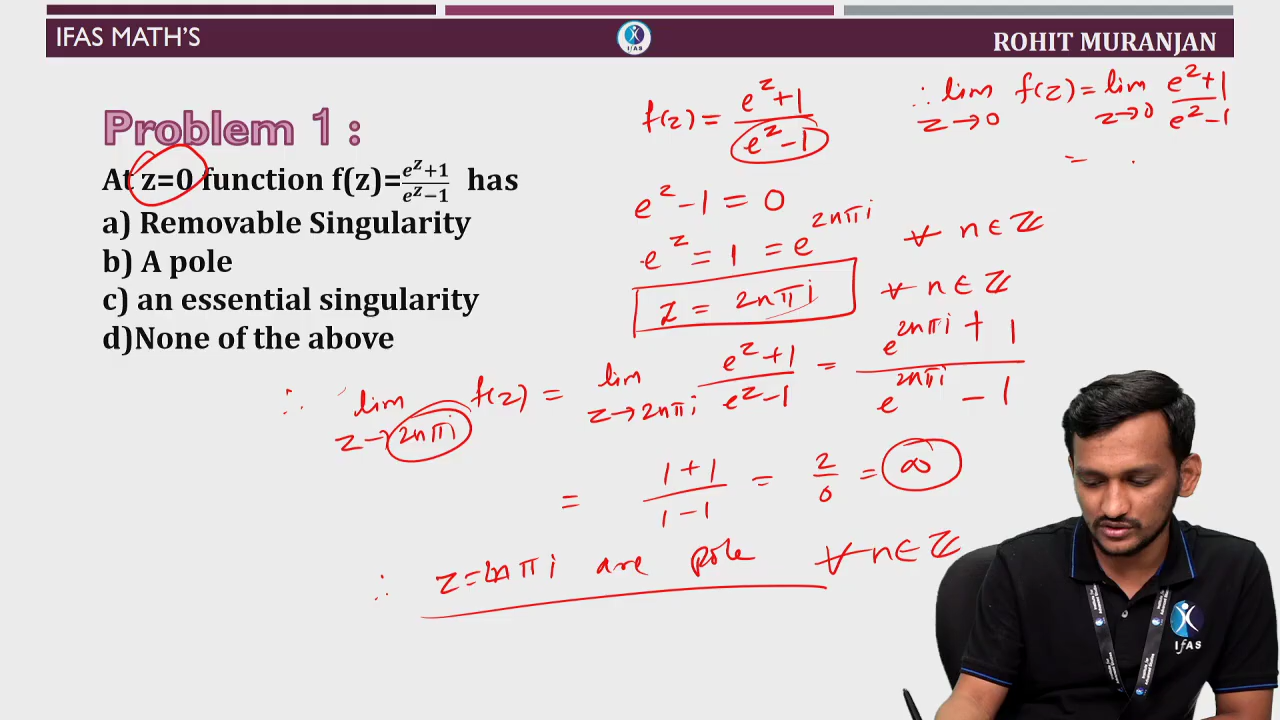 IFAS MATH'S
IFAS
ROHIT MURANJAN
Problem 1 :
At z=0 function f(z)=e^z+1/e^z−1 has
a) Removable Singularity
b) A pole
c) an essential singularity
d)None of the above
f(z) = e^z+1/e^z−1
e^z −1 = 0
e^z = 1 = e^2nπi ∀ n ∈ ℤ
z = 2nπi ∀ n ∈ ℤ
∴ lim z→2nπi f(z) = lim z→2nπi e^z+1/e^z−1 = e^2nπi + 1/e^2nπi − 1
= 1+1/1−1 = 2/0 = ∞
∴ z=2nπi are pole ∀ n ∈ ℤ
∴ lim z→0 f(z) = lim z→0 e^z+1/e^z−1
=
IFAS